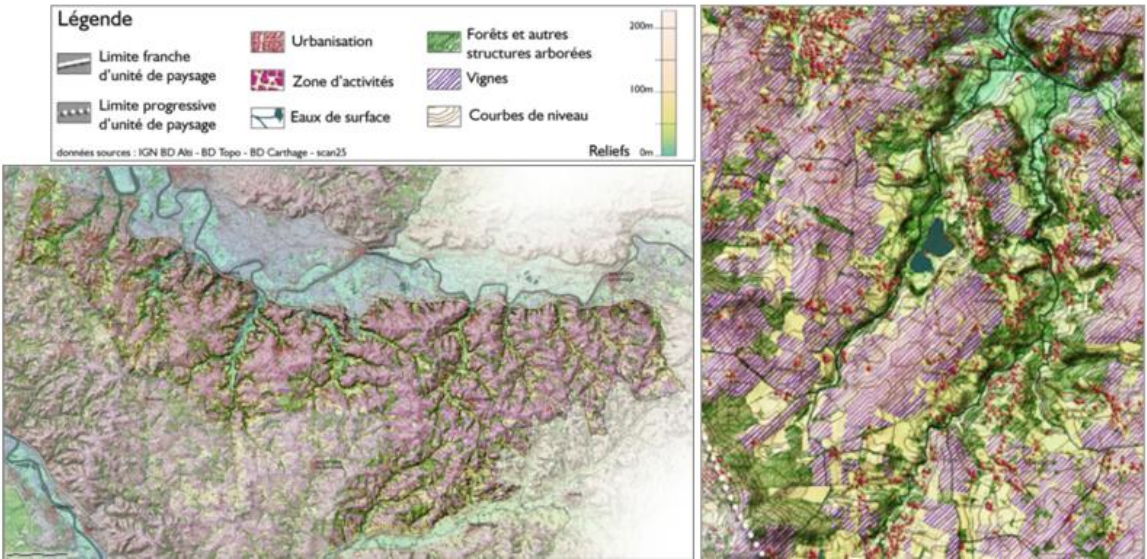 Légende
Limite franche
d'unité de paysage
Limite progressive
d'unité de paysage
Urbanisation
Zone d'activités
Eaux de surface
Forêts et autres
structures arborées
Vignes
Courbes de niveau
200m
100m
Reliefs 0m
données sources : IGN BD Alti - BD Topo - BD Carthage - scan25